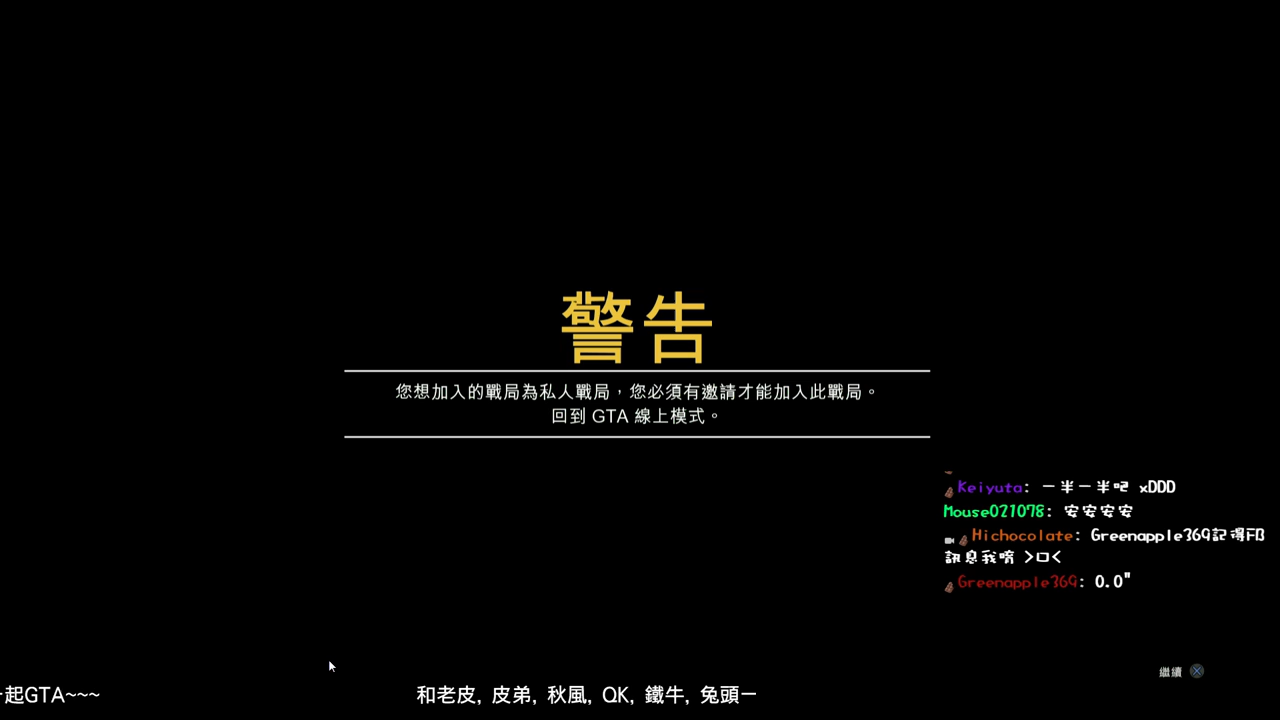 警告
您想加入的戰局為私人戰局，您必須有邀請才能加入此戰局。
回到 GTA 線上模式。
Keiyuta: 一半一半吧 xDDD
Mouse021078: 安安安安
Hichocolate: Greenapple369記得FB
訊息我唷 >口<
Greenapple369: 0.0"
繼續
起GTA~~~
和老皮, 皮弟, 秋風, QK, 鐵牛, 兔頭一